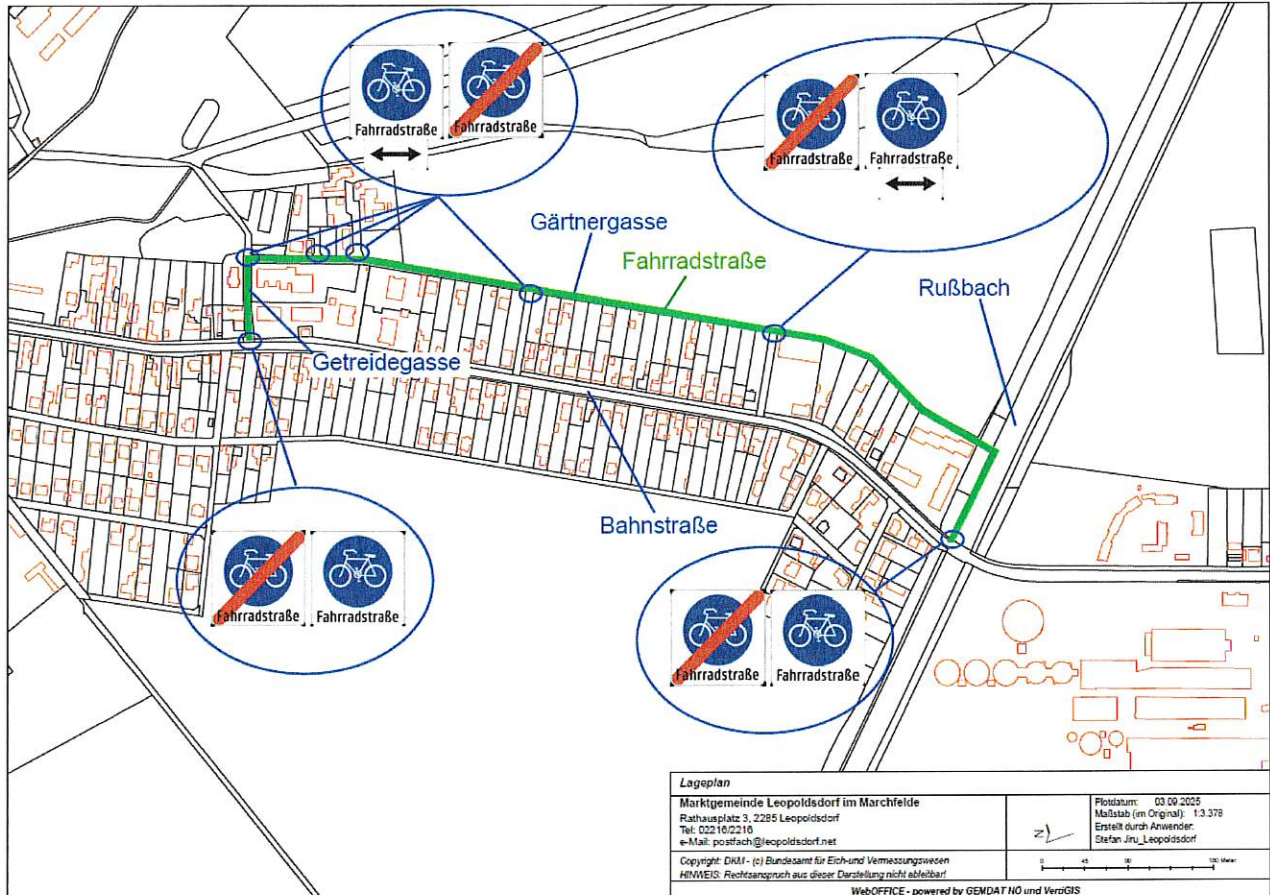 Fahrradstraße
Fahrradstraße
Fahrradstraße
Fahrradstraße
Gärtnergasse
Fahrradstraße
Rußbach
Getreidegasse
Bahnstraße
Fahrradstraße
Fahrradstraße
Fahrradstraße
Fahrradstraße
Lageplan
Marktgemeinde Leopoldsdorf im Marchfelde
Rathausplatz 3, 2285 Leopoldsdorf
Tel: 02216/2216
e-Mail: postfach@leopoldsdorf.net
Copyright: DKM - (c) Bundesamt für Eich-und Vermessungswesen
HINWEIS: Rechtsanspruch aus dieser Darstellung nicht ableitbar!
Z
Plotdatum: 03.09.2025
Maßstab (im Original): 1:3.378
Erstellt durch Anwender:
Stefan Jiru_Leopoldsdorf
0 45 90
WebOFFICE - powered by GEMDAT NÖ und VertiGIS